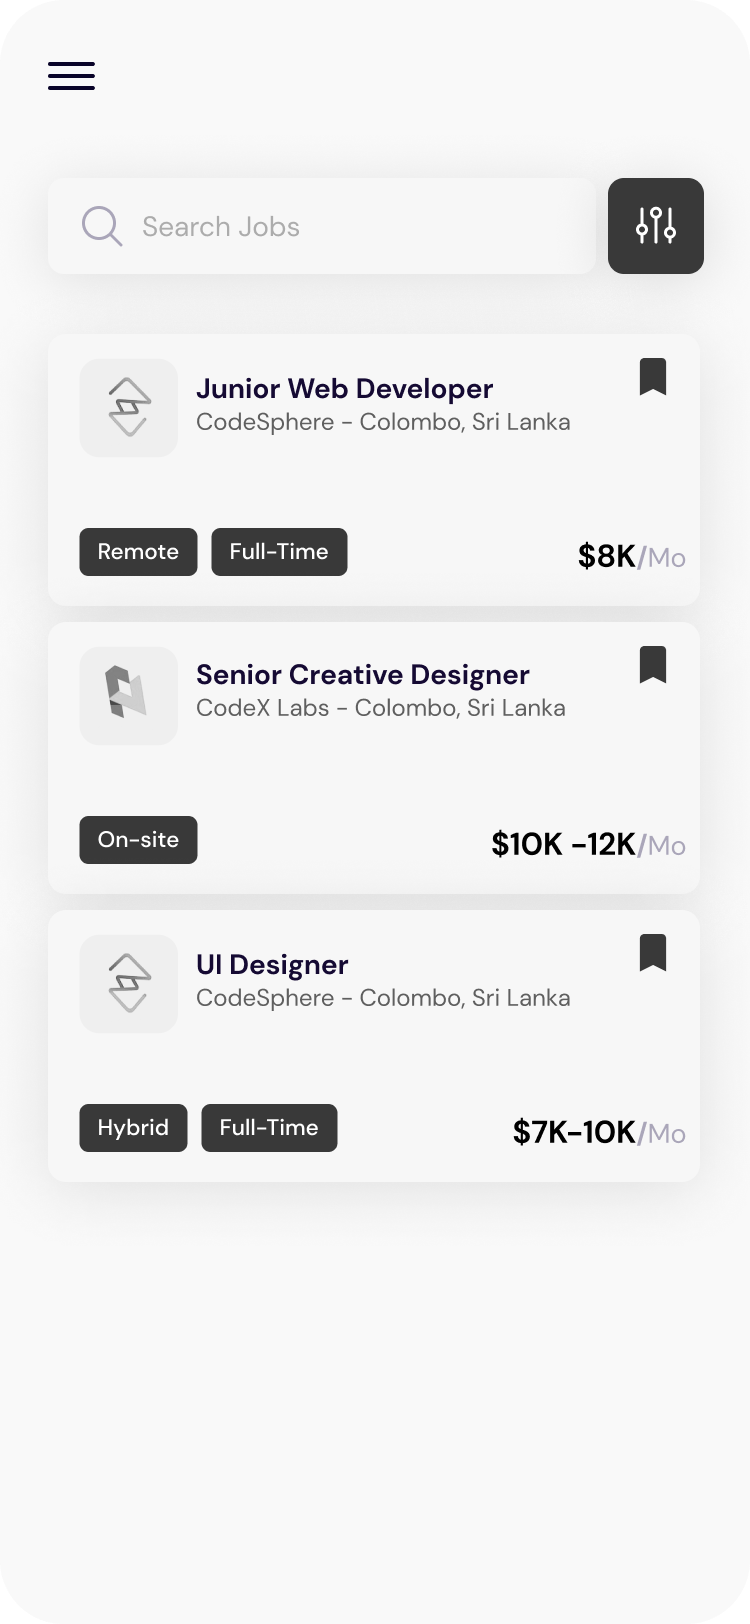 Search Jobs
Junior Web Developer
CodeSphere - Colombo, Sri Lanka
Remote
Full-Time
$8K/Mo
Senior Creative Designer
CodeX Labs - Colombo, Sri Lanka
On-site
$10K -12K/Mo
UI Designer
CodeSphere - Colombo, Sri Lanka
Hybrid
Full-Time
$7K-10K/Mo